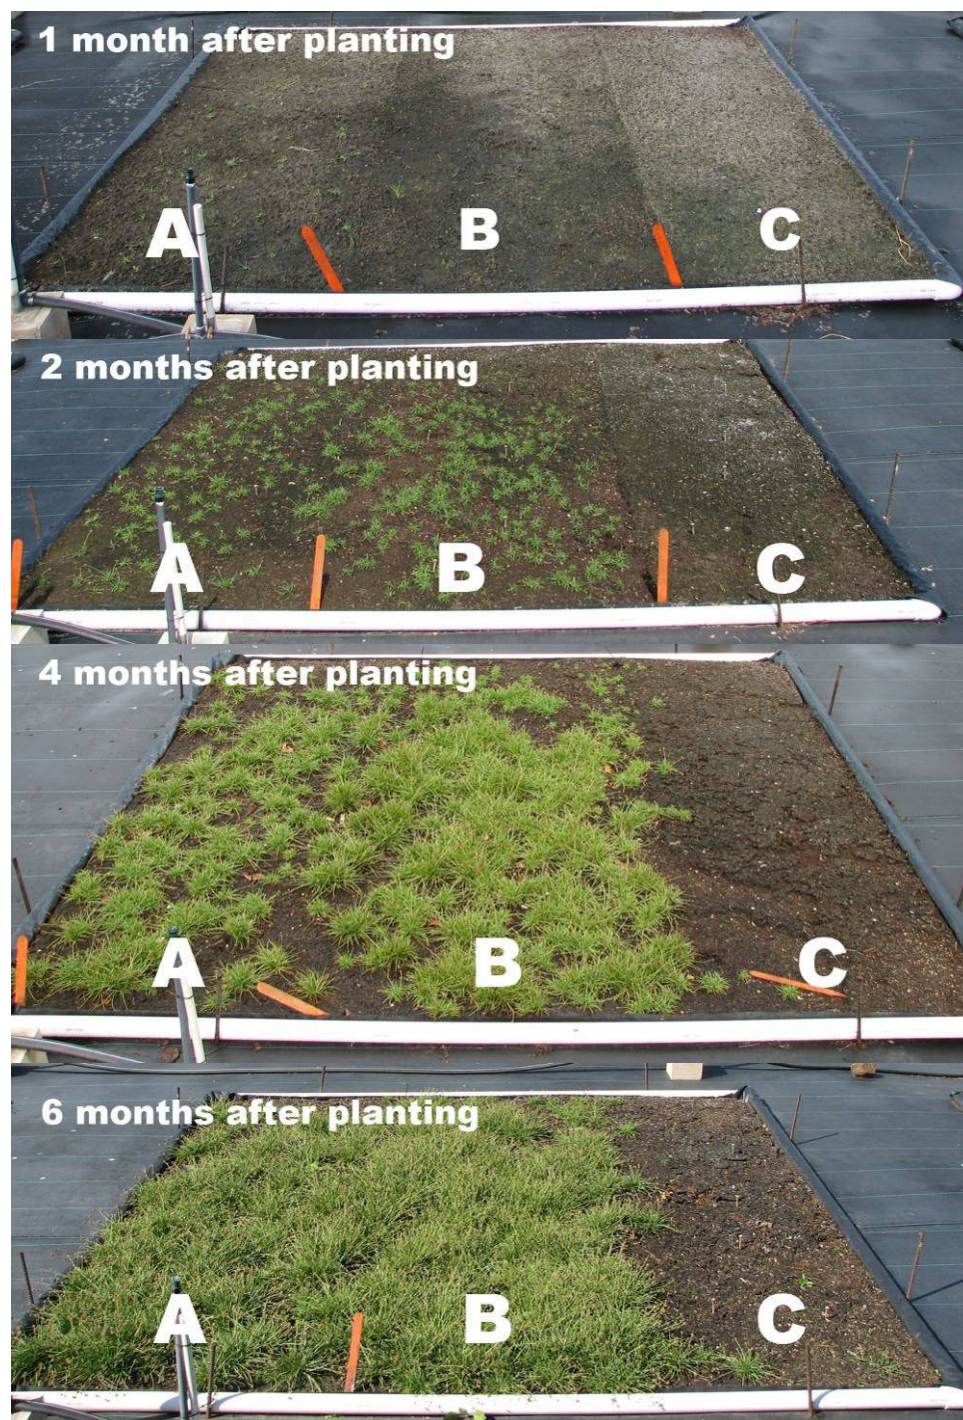 1 month after planting
A B C
2 months after planting
A B C
4 months after planting
A B C
6 months after planting
A B C